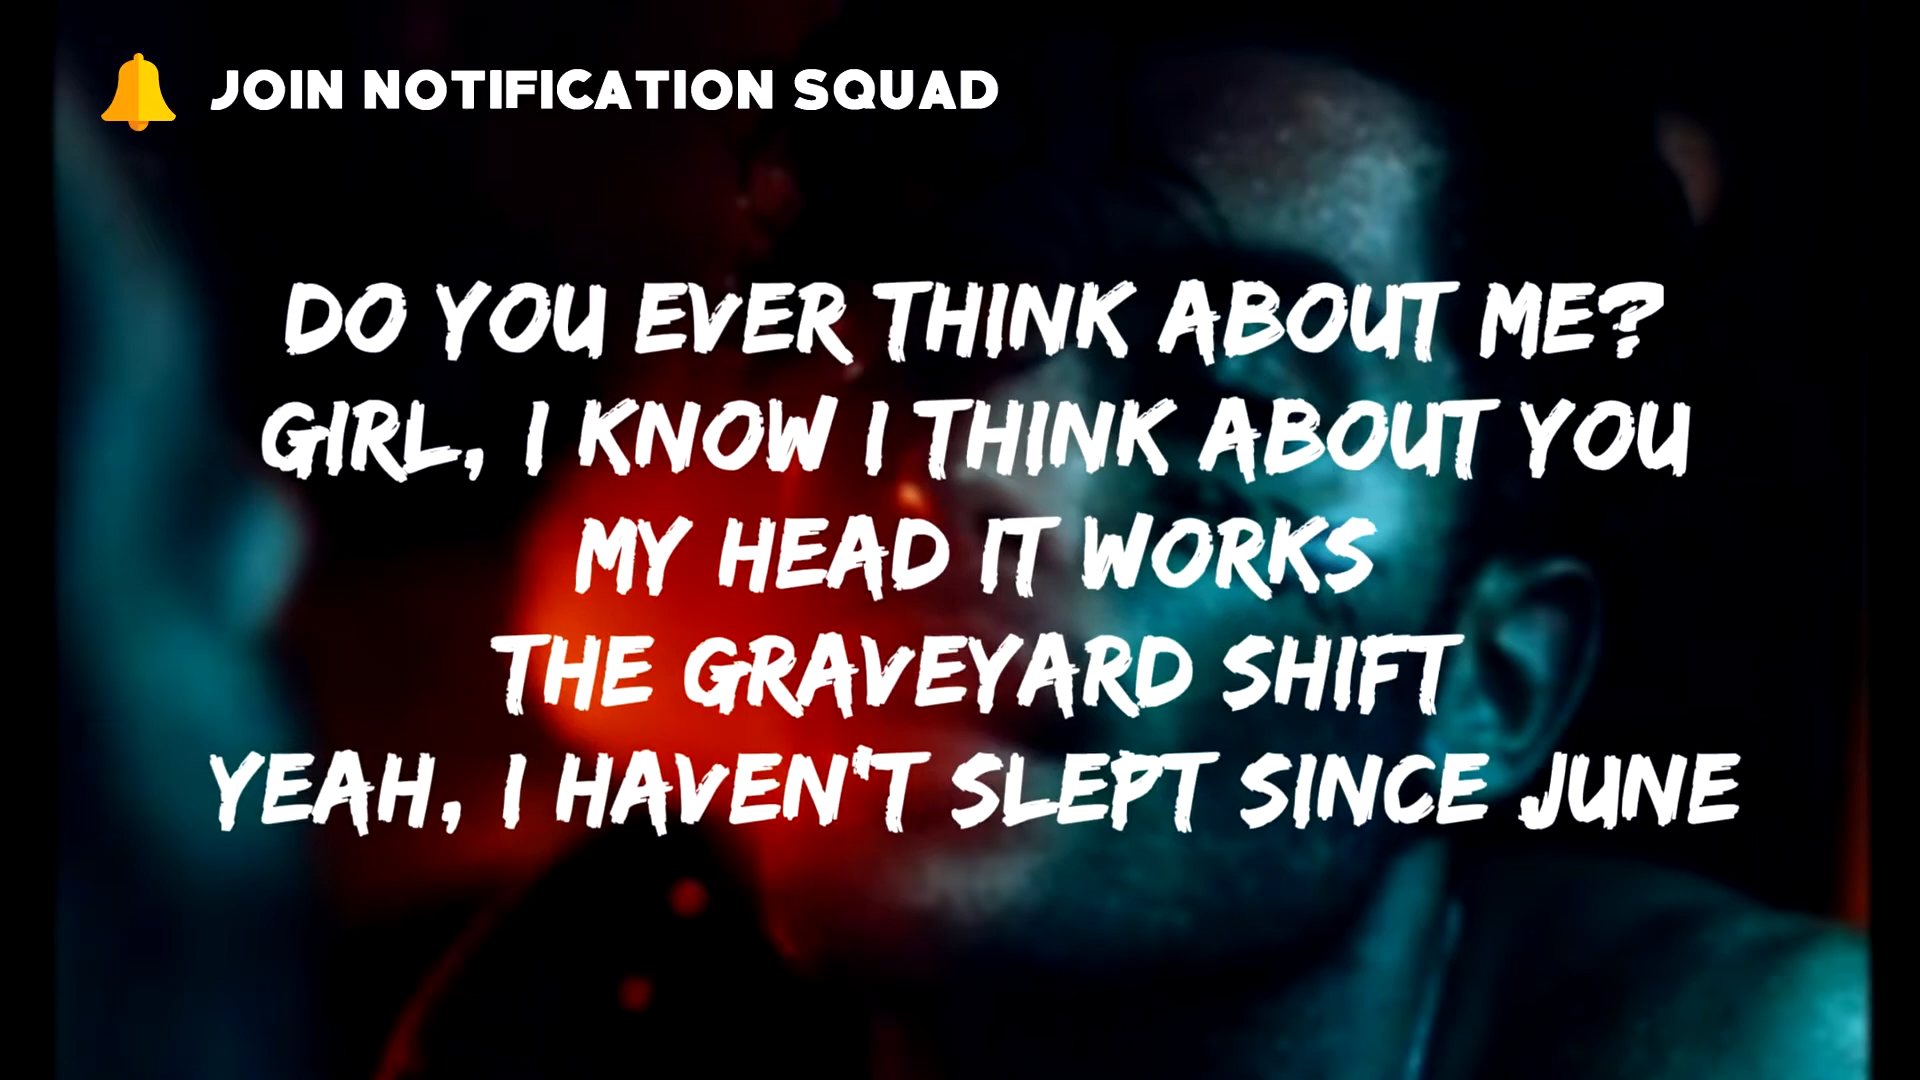 JOIN NOTIFICATION SQUAD
DO YOU EVER THINK ABOUT ME?
GIRL, I KNOW I THINK ABOUT YOU
MY HEAD IT WORKS
THE GRAVEYARD SHIFT
YEAH, I HAVEN'T SLEPT SINCE JUNE